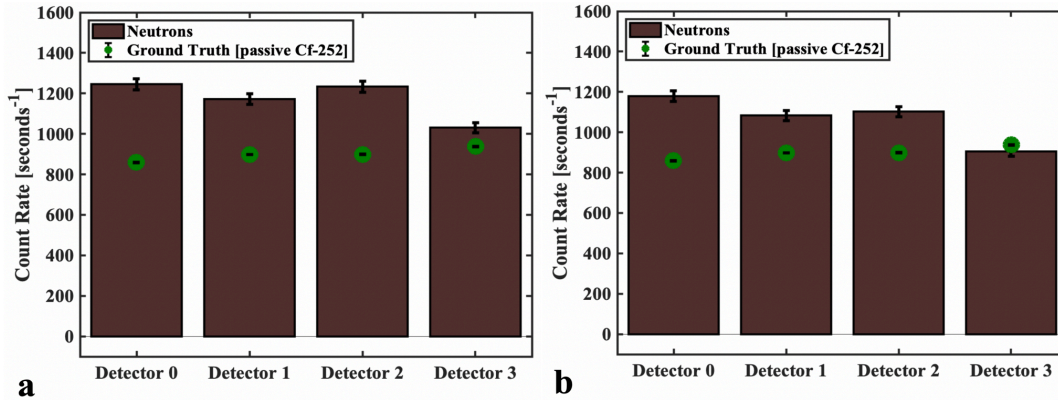 1600
1400
1200
1000
800
600
400
200
0
Count Rate [seconds⁻¹]
Neutrons
Ground Truth [passive Cf-252]
Detector 0 Detector 1 Detector 2 Detector 3
a
1600
1400
1200
1000
800
600
400
200
0
Count Rate [seconds⁻¹]
Neutrons
Ground Truth [passive Cf-252]
Detector 0 Detector 1 Detector 2 Detector 3
b